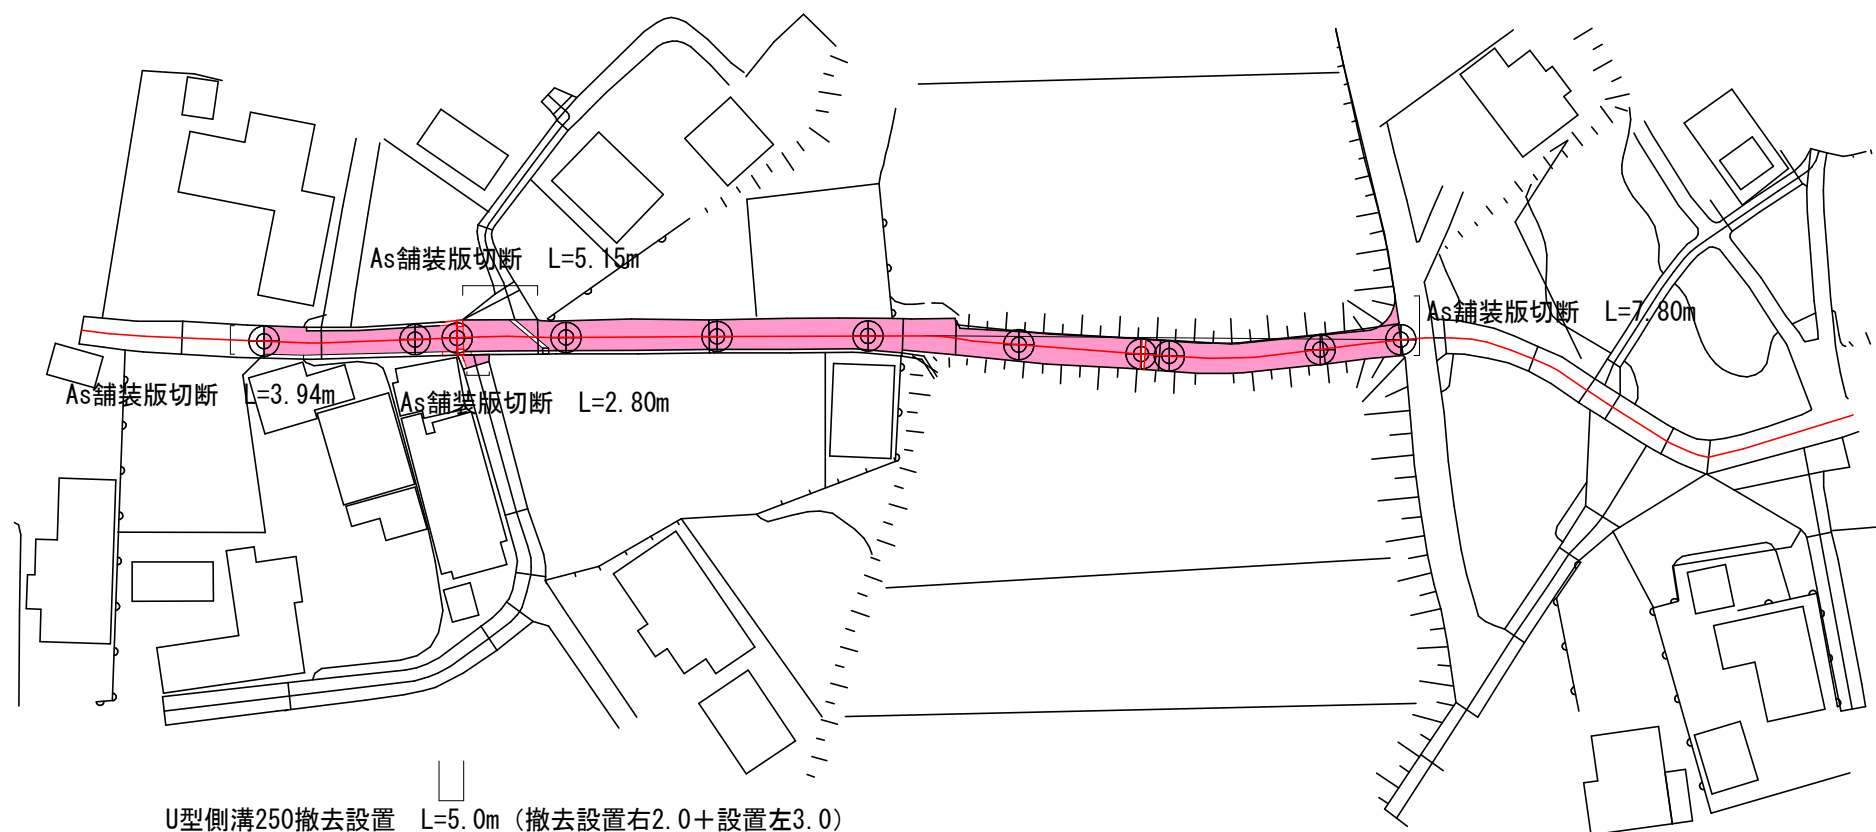 As舗装版切断　L=5.15m
As舗装版切断　L=7.80m
As舗装版切断　L=3.94m
As舗装版切断　L=2.80m
U型側溝250撤去設置　L=5.0m（撤去設置右2.0＋設置左3.0）